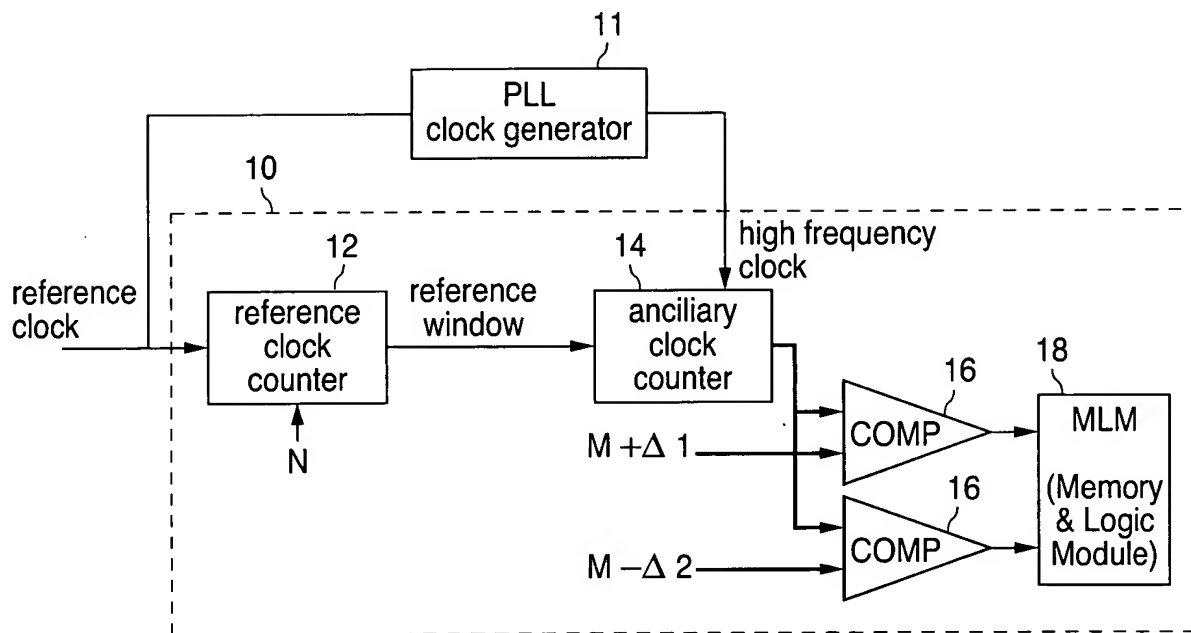 11
PLL
clock generator
10
high frequency
clock
reference
clock
12
reference
clock
counter
reference
window
14
ancillary
clock
counter
N
M +Δ 1
M −Δ 2
16
COMP
16
COMP
18
MLM
(Memory
& Logic
Module)